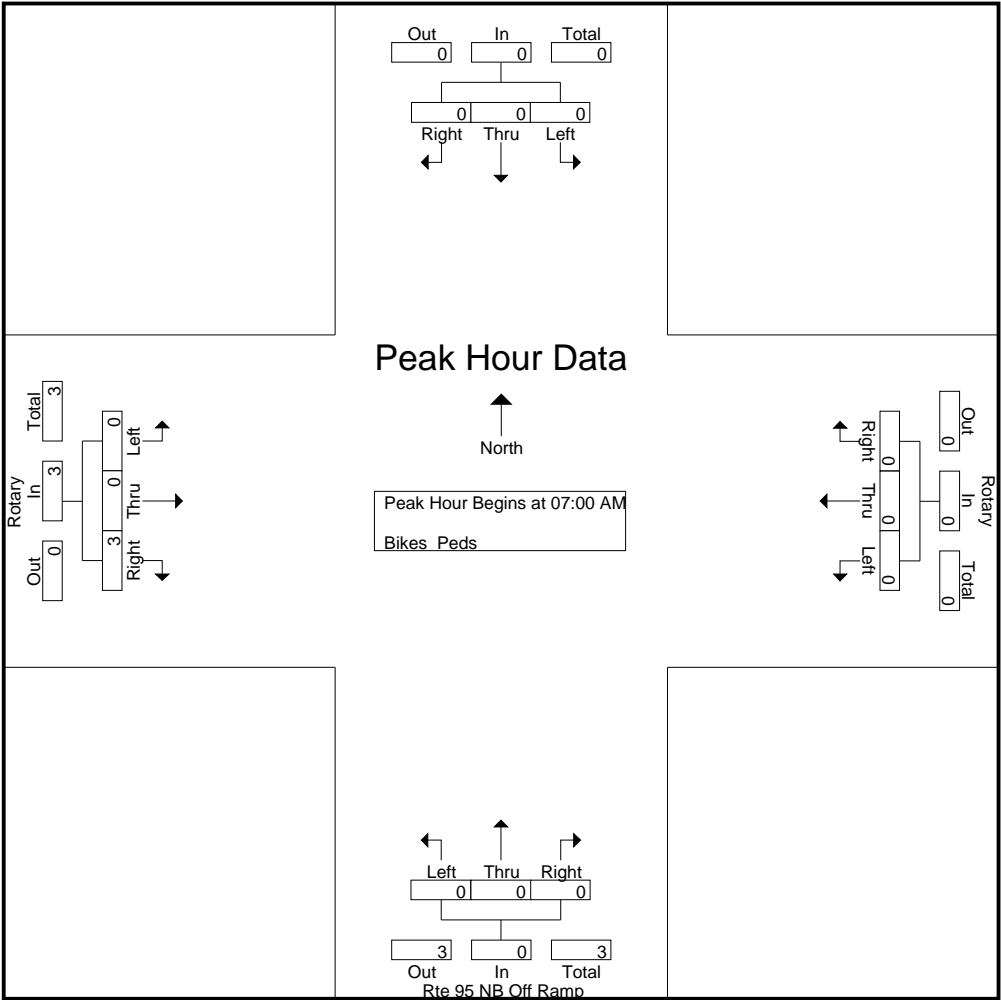 Out In Total
0 0 0
0 0 0
Right Thru Left
Peak Hour Data
North
Peak Hour Begins at 07:00 AM
Bikes Peds
Rotary
Total In Out
3 3 0
0 0 3
Left Thru Right
Rotary
Out In Total
0 0 0
0 0 0
Right Thru Left
Left Thru Right
0 0 0
3 0 3
Out In Total
Rte 95 NB Off Ramp